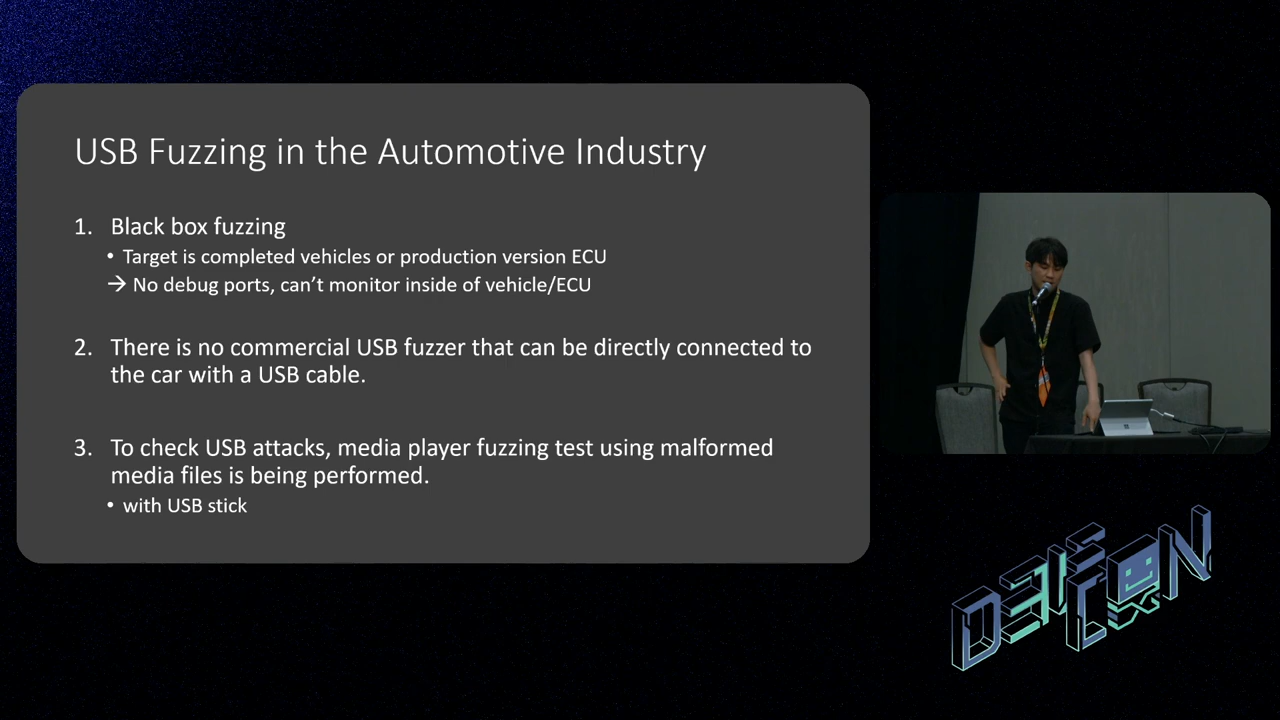 USB Fuzzing in the Automotive Industry
1. Black box fuzzing
• Target is completed vehicles or production version ECU
→ No debug ports, can't monitor inside of vehicle/ECU
2. There is no commercial USB fuzzer that can be directly connected to
the car with a USB cable.
3. To check USB attacks, media player fuzzing test using malformed
media files is being performed.
• with USB stick
DEF
CON